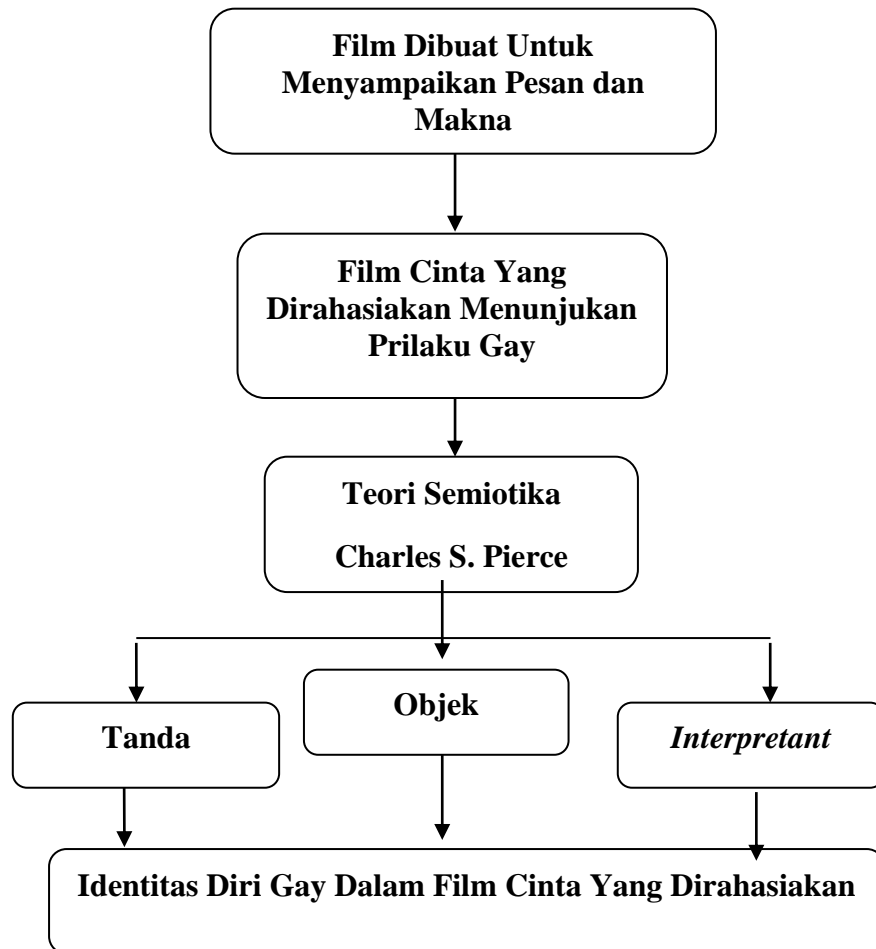 Film Dibuat Untuk
Menyampaikan Pesan dan
Makna
Film Cinta Yang
Dirahasiakan Menunjukan
Prilaku Gay
Teori Semiotika
Charles S. Pierce
Tanda
Objek
Interpretant
Identitas Diri Gay Dalam Film Cinta Yang Dirahasiakan